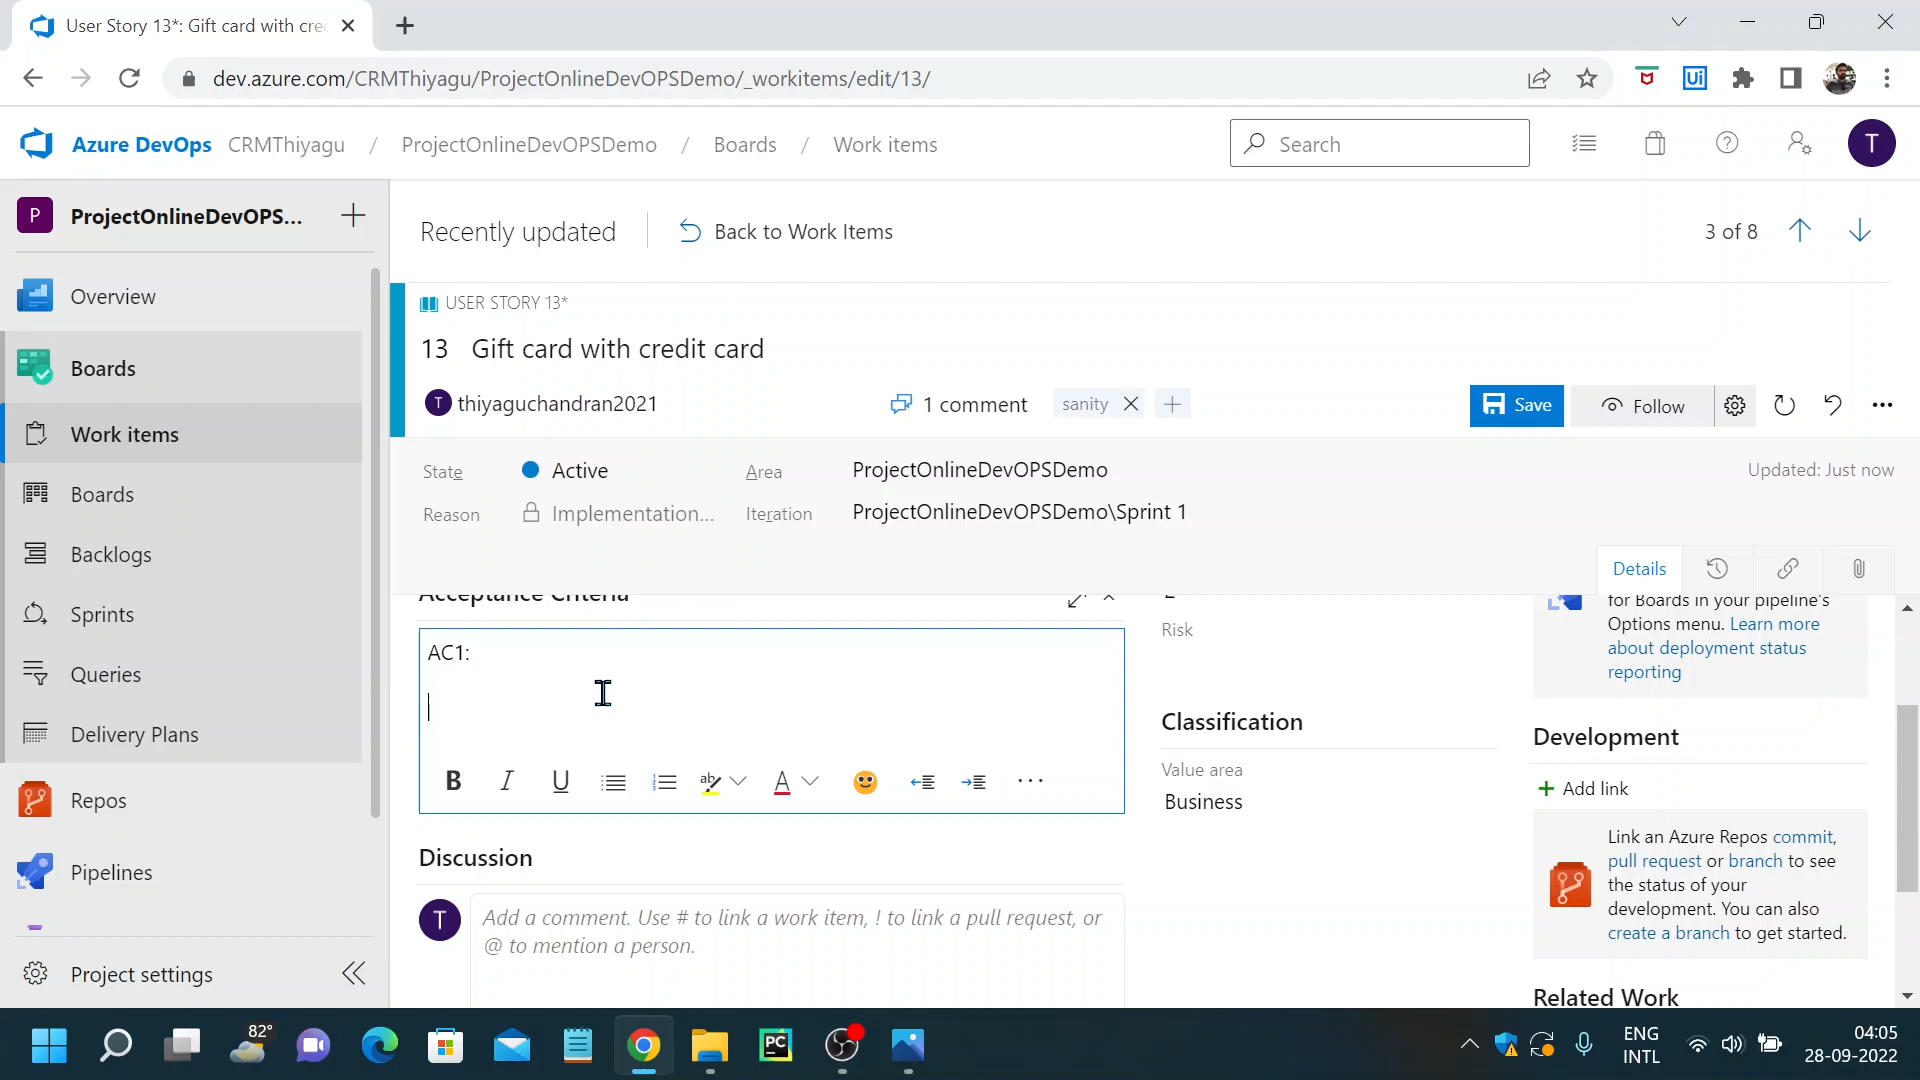 User Story 13*: Gift card with cre
dev.azure.com/CRMThiyagu/ProjectOnlineDevOPSDemo/_workitems/edit/13/
Ui
Azure DevOps CRMThiyagu / ProjectOnlineDevOPSDemo / Boards / Work items
Search
T
P ProjectOnlineDevOPS...
Overview
Boards
Work items
Boards
Backlogs
Sprints
Queries
Delivery Plans
Repos
Pipelines
Project settings
Recently updated
Back to Work Items
3 of 8
USER STORY 13*
13 Gift card with credit card
T thiyaguchandran2021
1 comment
sanity
Save
Follow
State
Active
Area
ProjectOnlineDevOPSDemo
Updated: Just now
Reason
Implementation...
Iteration
ProjectOnlineDevOPSDemo\Sprint 1
Details
Acceptance Criteria
AC1:
B I U
ab
A
Discussion
T
Add a comment. Use # to link a work item, ! to link a pull request, or
@ to mention a person.
Risk
Classification
Value area
Business
for Boards in your pipeline's
Options menu. Learn more
about deployment status
reporting
Development
+ Add link
Link an Azure Repos commit,
pull request or branch to see
the status of your
development. You can also
create a branch to get started.
Related Work
82°
PC
ENG
INTL
04:05
28-09-2022